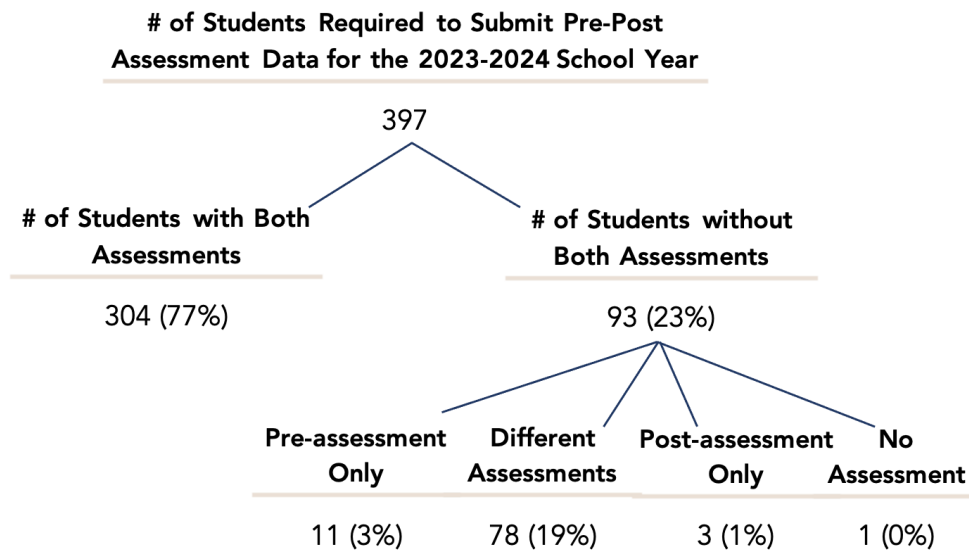 # of Students Required to Submit Pre-Post
Assessment Data for the 2023-2024 School Year
397
# of Students with Both
Assessments
304 (77%)
# of Students without
Both Assessments
93 (23%)
Pre-assessment
Only
11 (3%)
Different
Assessments
78 (19%)
Post-assessment
Only
3 (1%)
No
Assessment
1 (0%)